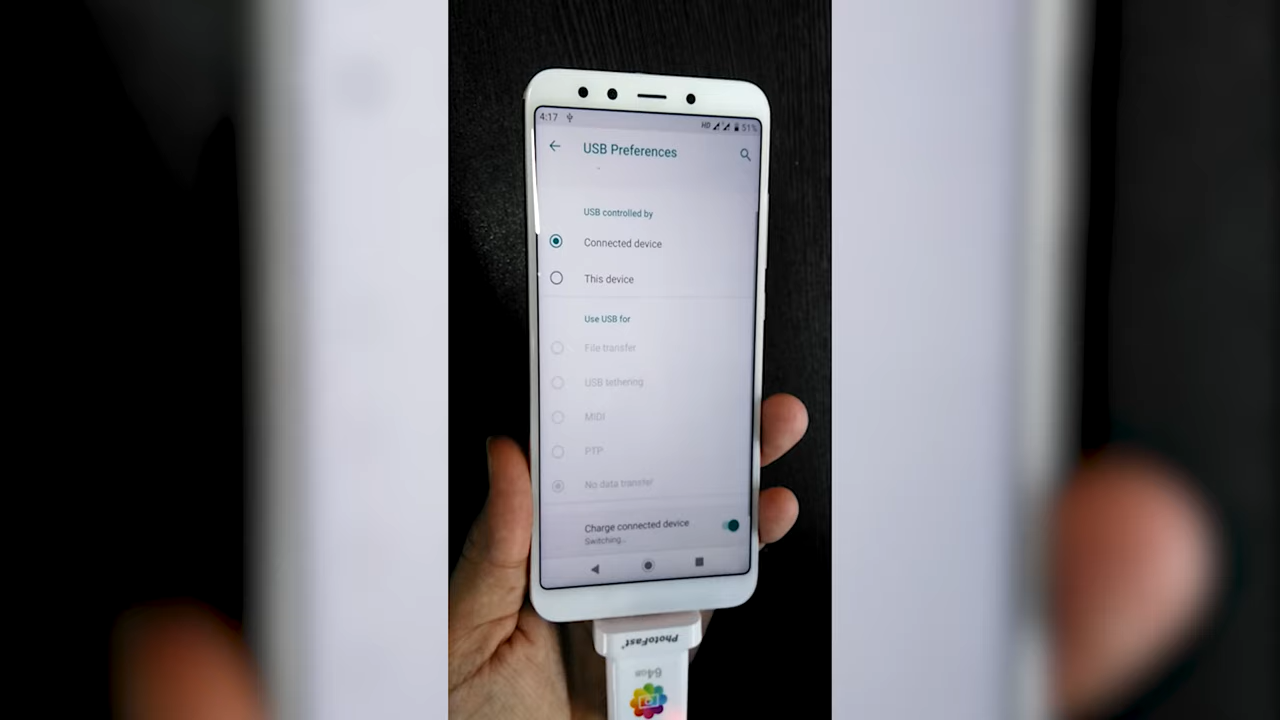 4:17 HD 51%
USB Preferences
USB controlled by
Connected device
This device
Use USB for
File transfer
USB tethering
MIDI
PTP
No data transfer
Charge connected device
Switching...
PhotoFast
64GB